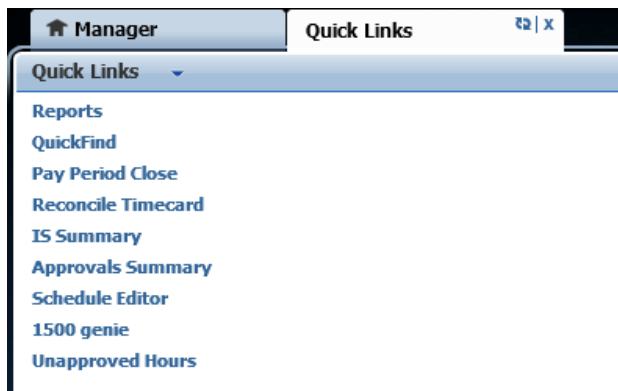 Manager
Quick Links | x
Quick Links
Reports
QuickFind
Pay Period Close
Reconcile Timecard
IS Summary
Approvals Summary
Schedule Editor
1500 genie
Unapproved Hours